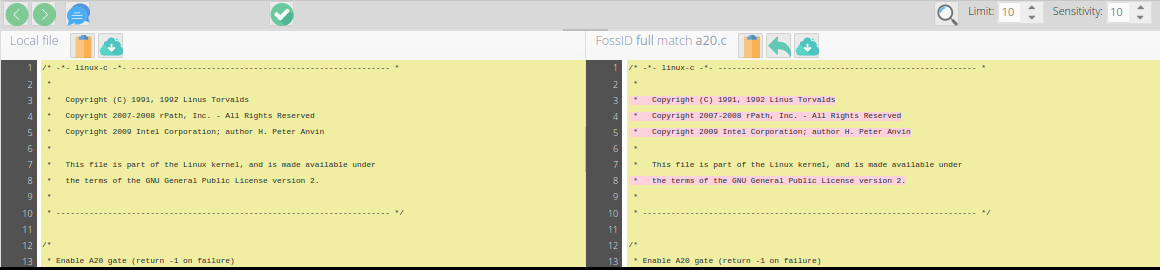 Limit: 10 Sensitivity: 10
Local file
1 /* -*- linux-c -*- ------------------------------------------------------- *
2 *
3 * Copyright (C) 1991, 1992 Linus Torvalds
4 * Copyright 2007-2008 rPath, Inc. - All Rights Reserved
5 * Copyright 2009 Intel Corporation; author H. Peter Anvin
6 *
7 * This file is part of the Linux kernel, and is made available under
8 * the terms of the GNU General Public License version 2.
9 *
10 * ----------------------------------------------------------------------- */
11
12 /*
13 * Enable A20 gate (return -1 on failure)
FossID full match a20.c
1 /* -*- linux-c -*- ------------------------------------------------------- *
2 *
3 * Copyright (C) 1991, 1992 Linus Torvalds
4 * Copyright 2007-2008 rPath, Inc. - All Rights Reserved
5 * Copyright 2009 Intel Corporation; author H. Peter Anvin
6 *
7 * This file is part of the Linux kernel, and is made available under
8 * the terms of the GNU General Public License version 2.
9 *
10 * ----------------------------------------------------------------------- */
11
12 /*
13 * Enable A20 gate (return -1 on failure)